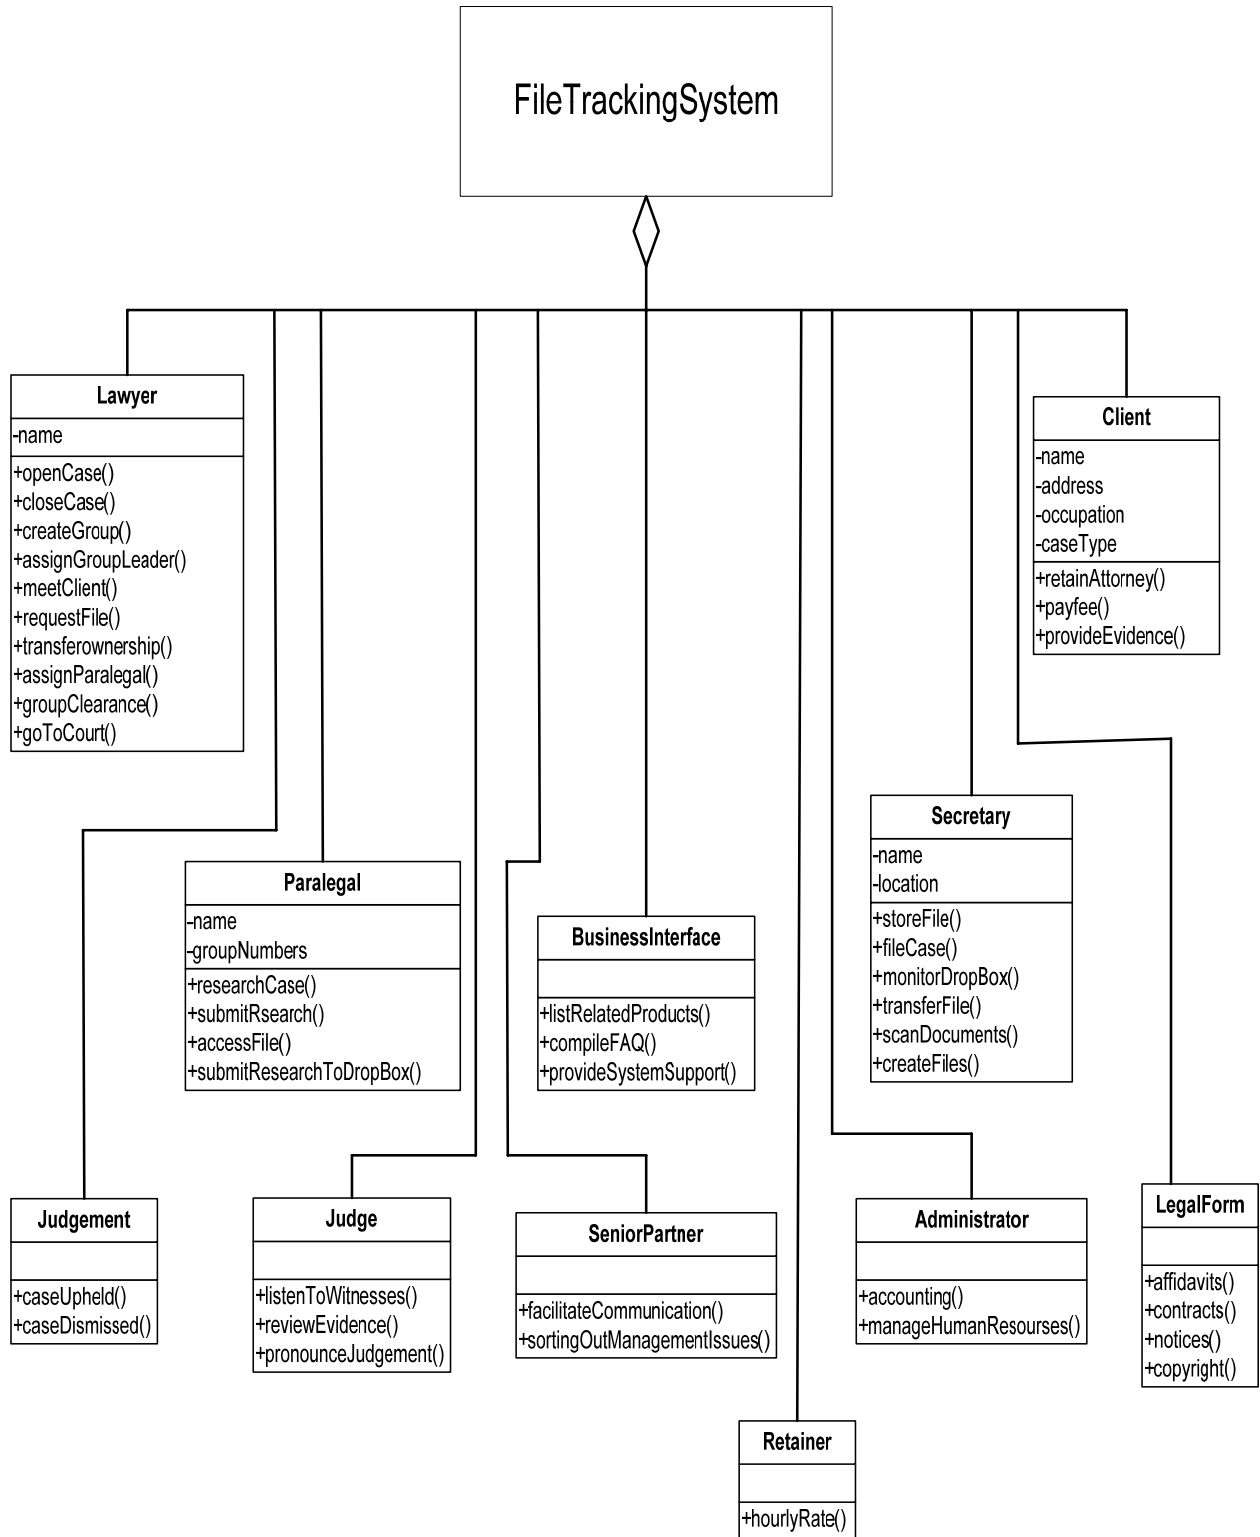 FileTrackingSystem
Lawyer
-name
+openCase()
+closeCase()
+createGroup()
+assignGroupLeader()
+meetClient()
+requestFile()
+transferownership()
+assignParalegal()
+groupClearance()
+goToCourt()
Client
-name
-address
-occupation
-caseType
+retainAttorney()
+payfee()
+provideEvidence()
Secretary
-name
-location
+storeFile()
+fileCase()
+monitorDropBox()
+transferFile()
+scanDocuments()
+createFiles()
Paralegal
-name
-groupNumbers
+researchCase()
+submitRsearch()
+accessFile()
+submitResearchToDropBox()
BusinessInterface
+listRelatedProducts()
+compileFAQ()
+provideSystemSupport()
Judgement
+caseUpheld()
+caseDismissed()
Judge
+listenToWitnesses()
+reviewEvidence()
+pronounceJudgement()
SeniorPartner
+facilitateCommunication()
+sortingOutManagementIssues()
Administrator
+accounting()
+manageHumanResourses()
LegalForm
+affidavits()
+contracts()
+notices()
+copyright()
Retainer
+hourlyRate()